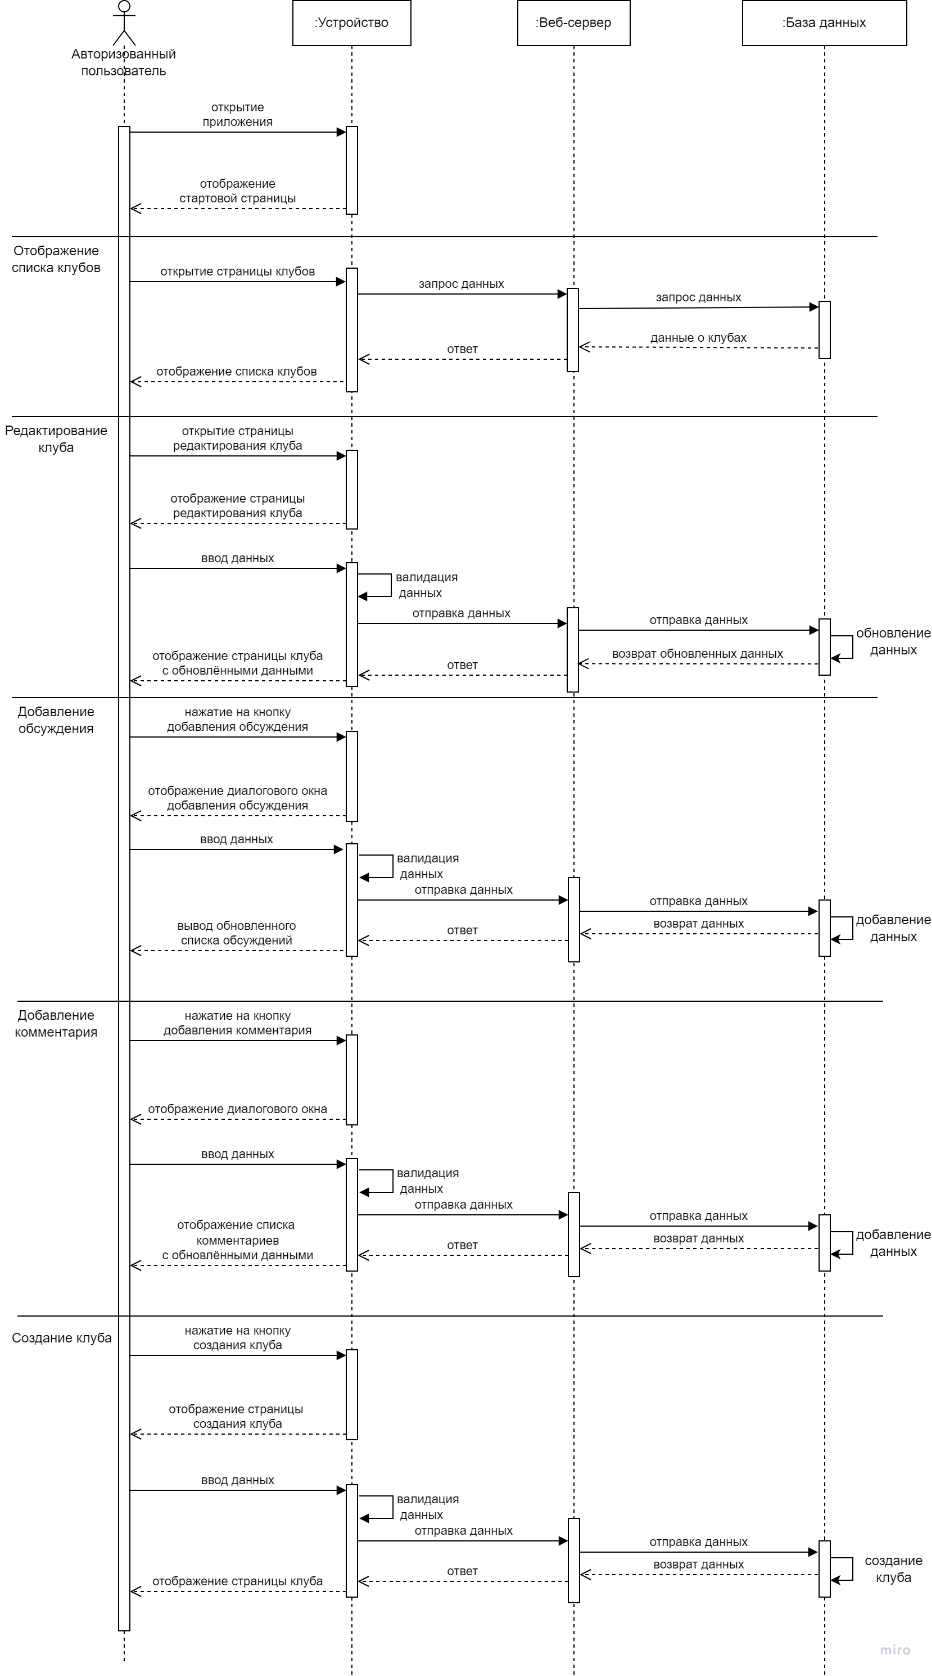 Авторизованный
пользователь
:Устройство
:Веб-сервер
:База данных
открытие
приложения
отображение
стартовой страницы
Отображение
списка клубов
открытие страницы клубов
запрос данных
запрос данных
данные о клубах
ответ
отображение списка клубов
Редактирование
клуба
открытие страницы
редактирования клуба
отображение страницы
редактирования клуба
ввод данных
валидация
данных
отправка данных
отправка данных
обновление
данных
возврат обновленных данных
ответ
отображение страницы клуба
с обновлёнными данными
Добавление
обсуждения
нажатие на кнопку
добавления обсуждения
отображение диалогового окна
добавления обсуждения
ввод данных
валидация
данных
отправка данных
отправка данных
добавление
данных
возврат данных
ответ
вывод обновленного
списка обсуждений
Добавление
комментария
нажатие на кнопку
добавления комментария
отображение диалогового окна
ввод данных
валидация
данных
отправка данных
отправка данных
добавление
данных
возврат данных
ответ
отображение списка
комментариев
с обновлёнными данными
Создание клуба
нажатие на кнопку
создания клуба
отображение страницы
создания клуба
ввод данных
валидация
данных
отправка данных
отправка данных
создание
клуба
возврат данных
ответ
отображение страницы клуба
miro